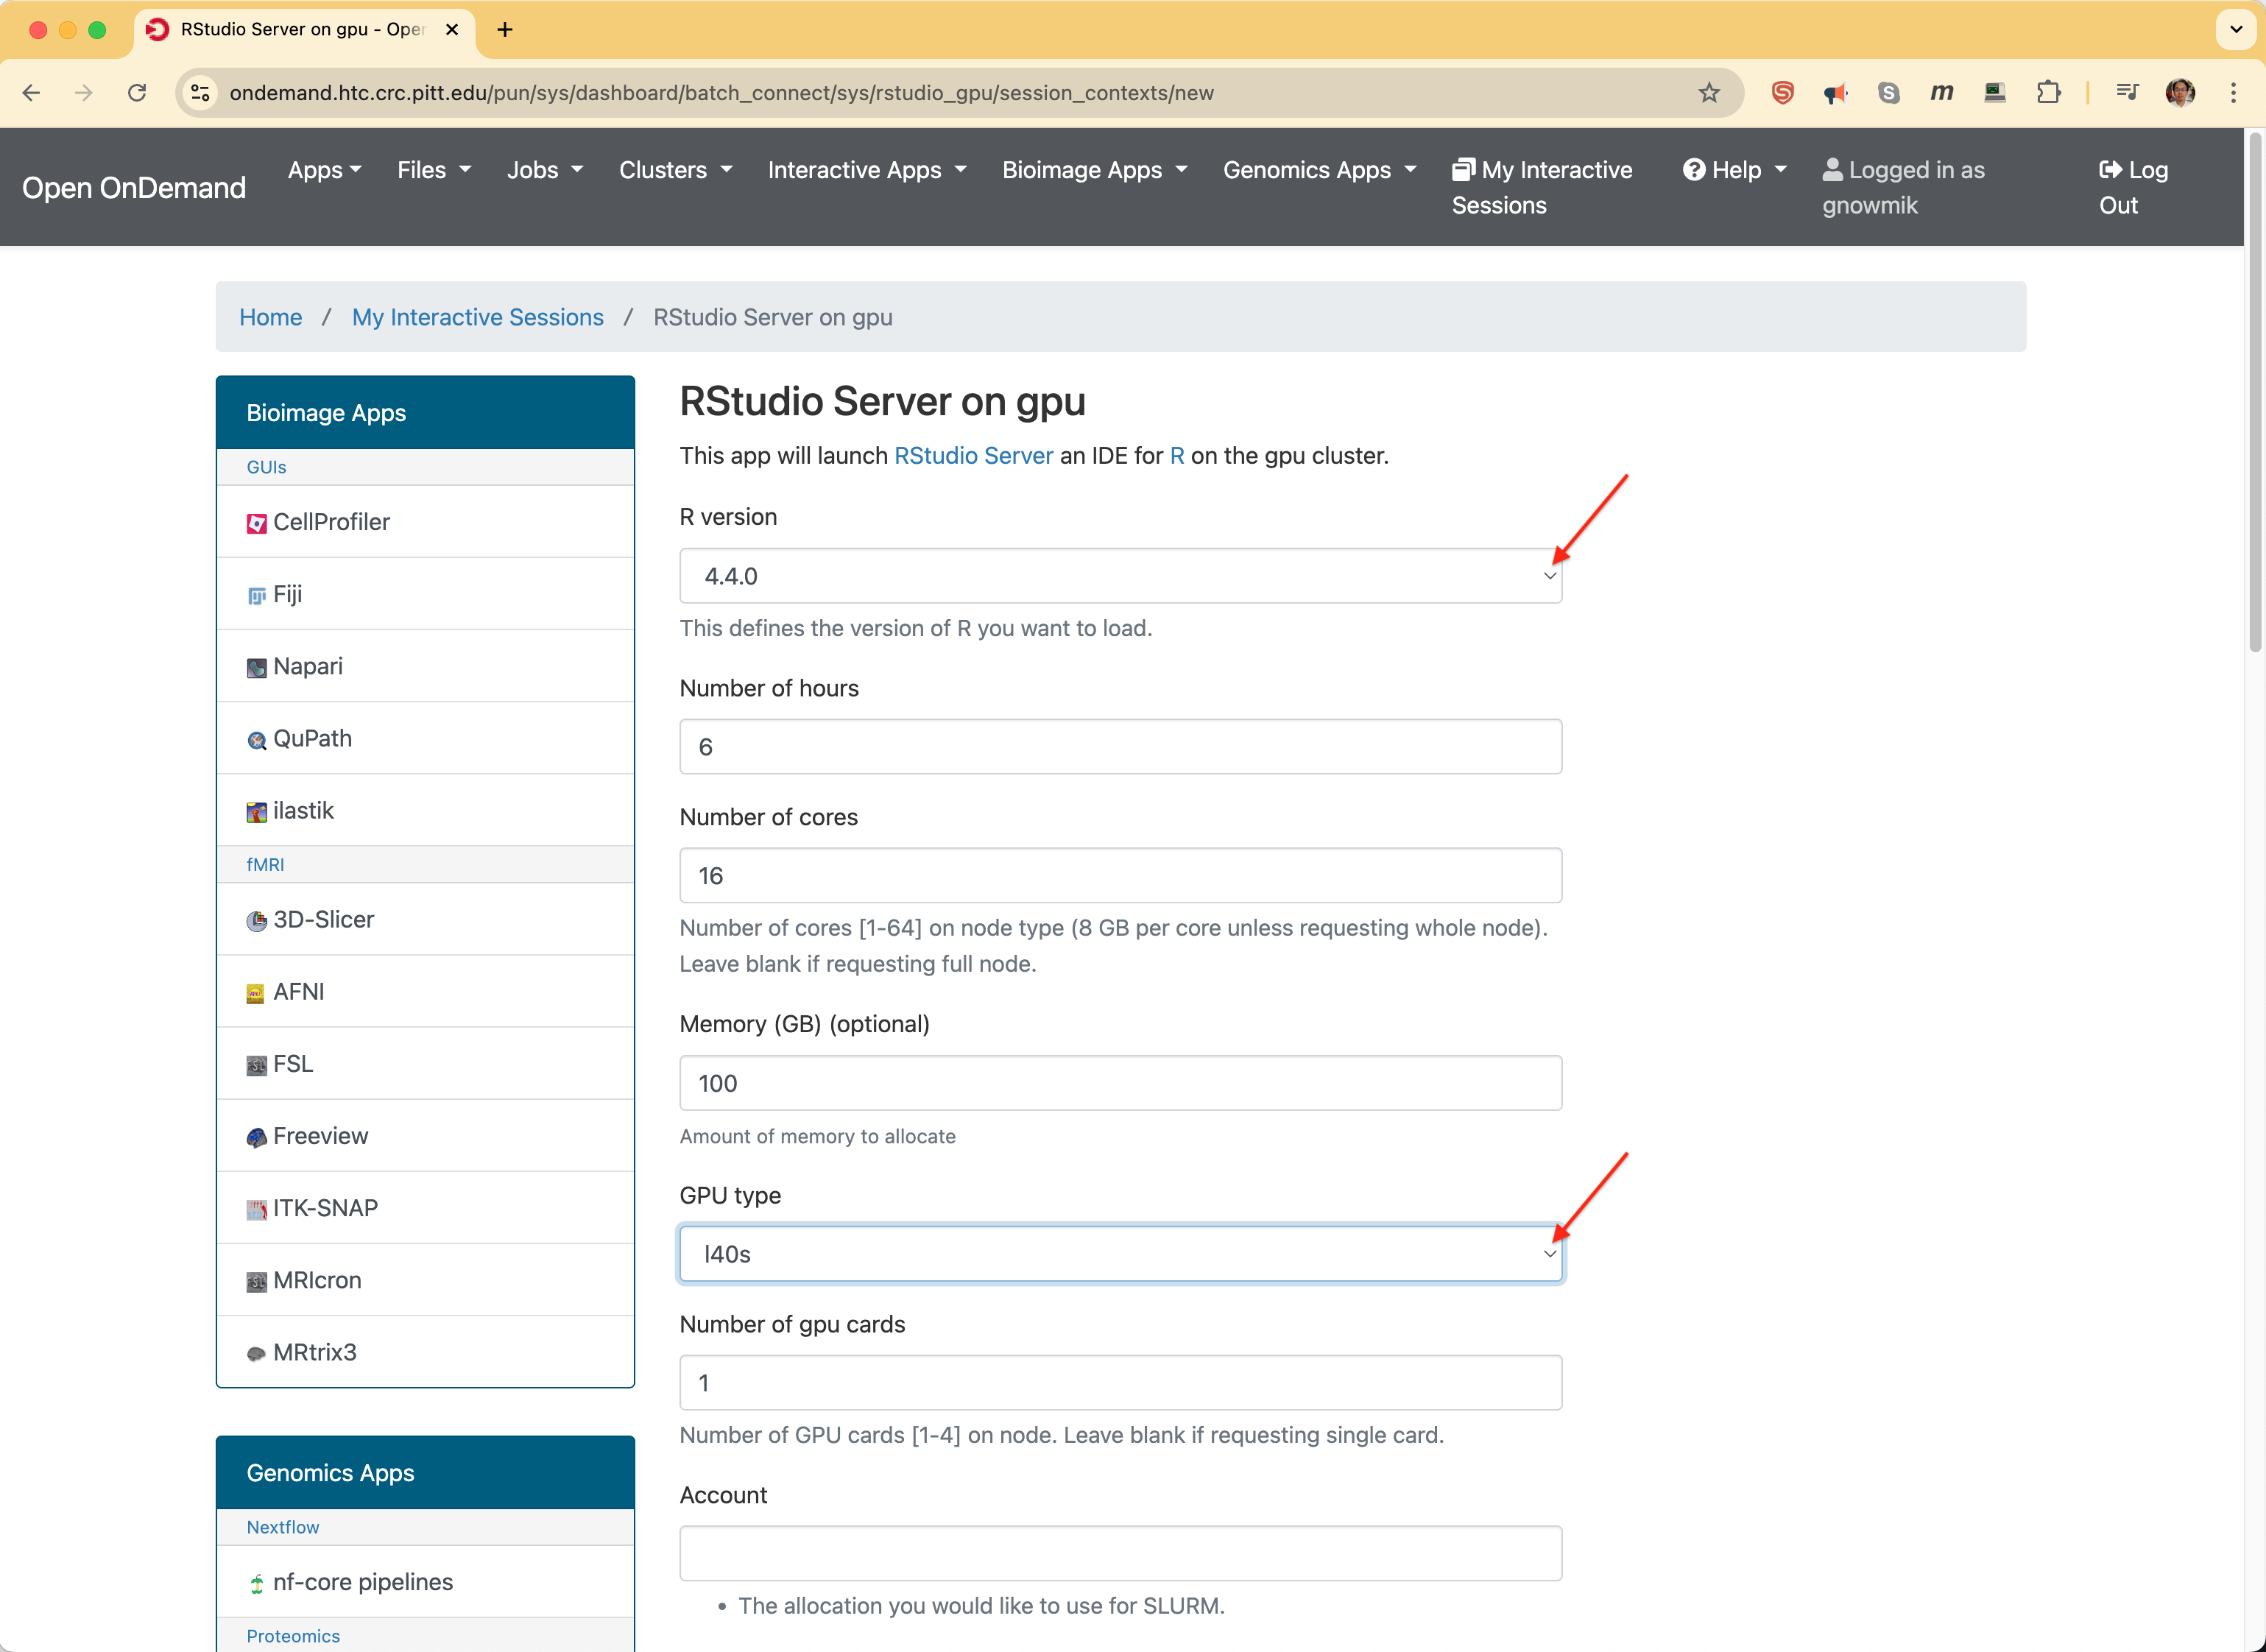 RStudio Server on gpu - Oper
ondemand.htc.crc.pitt.edu/pun/sys/dashboard/batch_connect/sys/rstudio_gpu/session_contexts/new
Open OnDemand
Apps
Files
Jobs
Clusters
Interactive Apps
Bioimage Apps
Genomics Apps
My Interactive
Sessions
Help
Logged in as
gnowmik
Log
Out
Home / My Interactive Sessions / RStudio Server on gpu
Bioimage Apps
GUIs
CellProfiler
Fiji
Napari
QuPath
ilastik
fMRI
3D-Slicer
AFNI
FSL
Freeview
ITK-SNAP
MRIcron
MRtrix3
Genomics Apps
Nextflow
nf-core pipelines
Proteomics
RStudio Server on gpu
This app will launch RStudio Server an IDE for R on the gpu cluster.
R version
4.4.0
This defines the version of R you want to load.
Number of hours
6
Number of cores
16
Number of cores [1-64] on node type (8 GB per core unless requesting whole node).
Leave blank if requesting full node.
Memory (GB) (optional)
100
Amount of memory to allocate
GPU type
l40s
Number of gpu cards
1
Number of GPU cards [1-4] on node. Leave blank if requesting single card.
Account
• The allocation you would like to use for SLURM.